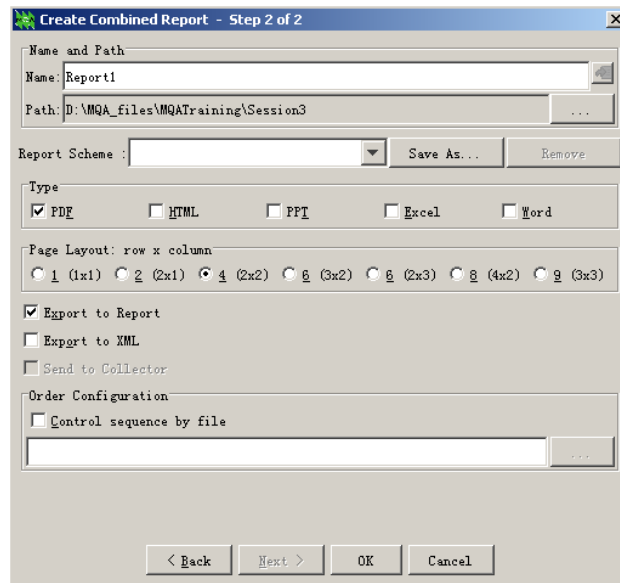 Create Combined Report - Step 2 of 2
Name and Path
Name: Report1
Path: D:\MQA_files\MQATraining\Session3 ...
Report Scheme : Save As... Remove
Type
PDF HTML PPT Excel Word
Page Layout: row x column
1 (1x1) 2 (2x1) 4 (2x2) 6 (3x2) 6 (2x3) 8 (4x2) 9 (3x3)
Export to Report
Export to XML
Send to Collector
Order Configuration
Control sequence by file
...
< Back Next > OK Cancel